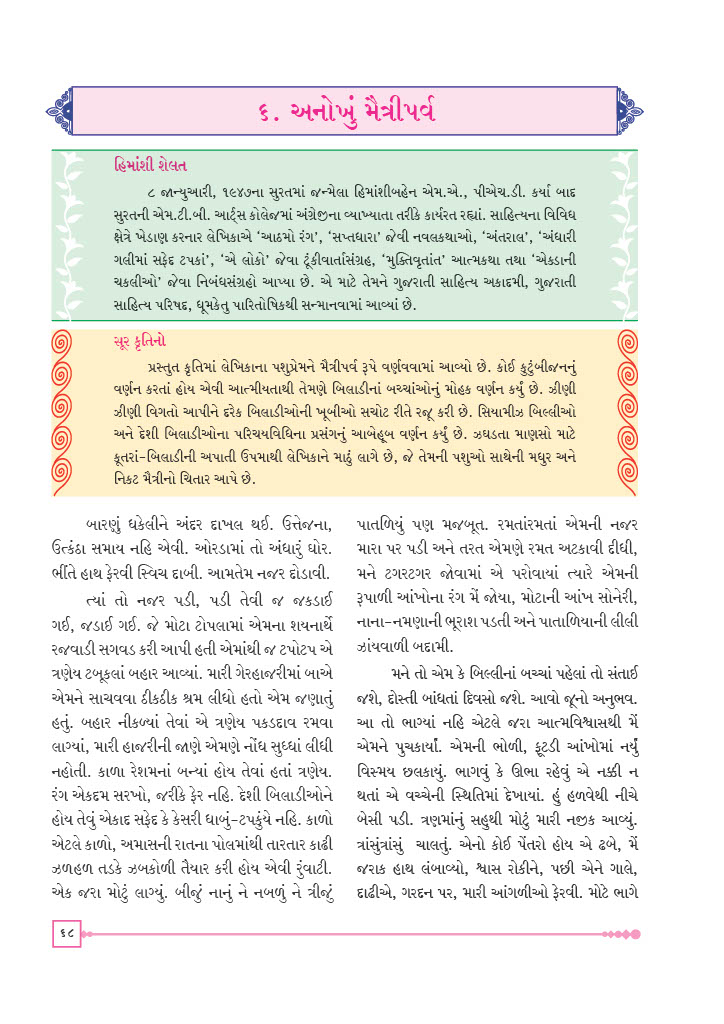 ૬. અનોખું મૈત્રીપર્વ
હિમાંશી શેલત
૮ જાન્યુઆરી, ૧૯૪૭ના સુરતમાં જન્મેલા હિમાંશીબહેન એમ.એ., પીએચ.ડી. કર્યા બાદ
સુરતની એમ.ટી.બી. આર્ટ્સ કોલેજમાં અંગ્રેજીના વ્યાખ્યાતા તરીકે કાર્યરત રહ્યાં. સાહિત્યના વિવિધ
ક્ષેત્રે ખેડાણ કરનાર લેખિકાએ ‘આઠમો રંગ’, ‘સપ્તધારા’ જેવી નવલકથાઓ, ‘અંતરાલ’, ‘અંધારી
ગલીમાં સફેદ ટપકાં’, ‘એ લોકો’ જેવા ટૂંકીવાર્તાસંગ્રહ, ‘મુક્તિવૃતાંત’ આત્મકથા તથા ‘એકડાની
ચકલીઓ’ જેવા નિબંધસંગ્રહો આપ્યા છે. એ માટે તેમને ગુજરાતી સાહિત્ય અકાદમી, ગુજરાતી
સાહિત્ય પરિષદ, ધૂમકેતુ પારિતોષિકથી સન્માનવામાં આવ્યાં છે.
સૂર કૃતિનો
પ્રસ્તુત કૃતિમાં લેખિકાના પશુપ્રેમને મૈત્રીપર્વ રૂપે વર્ણવવામાં આવ્યો છે. કોઈ કુટુંબીજનનું
વર્ણન કરતાં હોય એવી આત્મીયતાથી તેમણે બિલાડીનાં બચ્ચાંઓનું મોહક વર્ણન કર્યું છે. ઝીણી
ઝીણી વિગતો આપીને દરેક બિલાડીઓની ખૂબીઓ સચોટ રીતે રજૂ કરી છે. સિયામીઝ બિલ્લીઓ
અને દેશી બિલાડીઓના પરિચયવિધિના પ્રસંગનું આબેહૂબ વર્ણન કર્યું છે. ઝઘડતા માણસો માટે
કૂતરાં-બિલાડીની અપાતી ઉપમાથી લેખિકાને માઠું લાગે છે, જે તેમની પશુઓ સાથેની મધુર અને
નિકટ મૈત્રીનો ચિતાર આપે છે.
બારણું ધકેલીને અંદર દાખલ થઈ. ઉત્તેજના,
ઉત્કંઠા સમાય નહિ એવી. ઓરડામાં તો અંધારું ઘોર.
ભીંતે હાથ ફેરવી સ્વિચ દાબી. આમતેમ નજર દોડાવી.
ત્યાં તો નજર પડી, પડી તેવી જ જકડાઈ
ગઈ, જડાઈ ગઈ. જે મોટા ટોપલામાં એમના શયનાર્થે
રજવાડી સગવડ કરી આપી હતી એમાંથી જ ટપોટપ એ
ત્રણેય ટબૂકલાં બહાર આવ્યાં. મારી ગેરહાજરીમાં બાએ
એમને સાચવવા ઠીકઠીક શ્રમ લીધો હતો એમ જણાતું
હતું. બહાર નીકળ્યાં તેવાં એ ત્રણેય પકડદાવ રમવા
લાગ્યાં, મારી હાજરીની જાણે એમણે નોંધ સુધ્ધાં લીધી
નહોતી. કાળા રેશમનાં બન્યાં હોય તેવાં હતાં ત્રણેય.
રંગ એકદમ સરખો, જરીકે ફેર નહિ. દેશી બિલાડીઓને
હોય તેવું એકાદ સફેદ કે કેસરી ધાબું-ટપકુંયે નહિ. કાળો
એટલે કાળો, અમાસની રાતના પોલમાંથી તારતાર કાઢી
ઝળહળ તડકે ઝબકોળી તૈયાર કરી હોય એવી રુંવાટી.
એક જરા મોટું લાગ્યું. બીજું નાનું ને નબળું ને ત્રીજું
પાતળિયું પણ મજબૂત. રમતાંરમતાં એમની નજર
મારા પર પડી અને તરત એમણે રમત અટકાવી દીધી,
મને ટગરટગર જોવામાં એ પરોવાયાં ત્યારે એમની
રૂપાળી આંખોના રંગ મેં જોયા, મોટાની આંખ સોનેરી,
નાના-નમણાની ભૂરાશ પડતી અને પાતાળિયાની લીલી
ઝાંયવાળી બદામી.
મને તો એમ કે બિલ્લીનાં બચ્ચાં પહેલાં તો સંતાઈ
જશે, દોસ્તી બાંધતાં દિવસો જશે. આવો જૂનો અનુભવ.
આ તો ભાગ્યાં નહિ એટલે જરા આત્મવિશ્વાસથી મેં
એમને પુચકાર્યાં. એમની ભોળી, ફૂટડી આંખોમાં નર્યું
વિસ્મય છલકાયું. ભાગવું કે ઊભા રહેવું એ નક્કી ન
થતાં એ વચ્ચેની સ્થિતિમાં દેખાયાં. હું હળવેથી નીચે
બેસી પડી. ત્રણમાંનું સહુથી મોટું મારી નજીક આવ્યું.
ત્રાંસુંત્રાંસું ચાલતું. એનો કોઈ પેંતરો હોય એ ઢબે, મેં
જરાક હાથ લંબાવ્યો, શ્વાસ રોકીને, પછી એને ગાલે,
દાઢીએ, ગરદન પર, મારી આંગળીઓ ફેરવી. મોટે ભાગે
૬૮